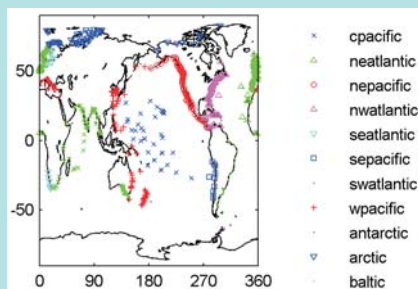 50
0
-50
0 90 180 270 360
cpacific
neatlantic
nepacific
nwatlantic
seatlantic
sepacific
swatlantic
wpacific
antarctic
arctic
baltic